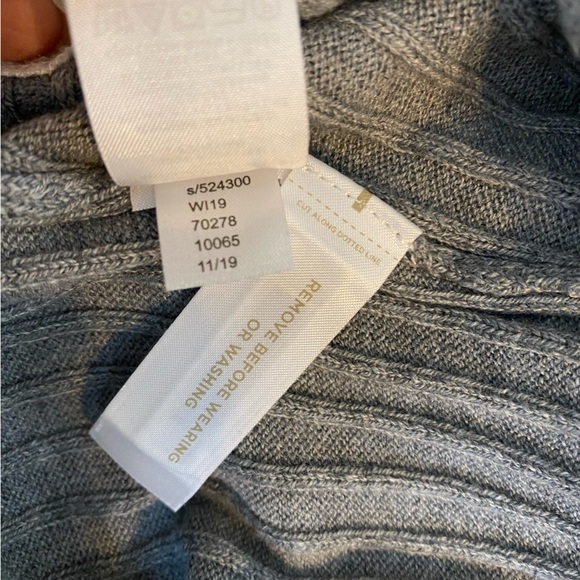 s/524300
WI19
70278
10065
11/19
CUT ALONG DOTTED LINE
REMOVE BEFORE WEARING
OR WASHING